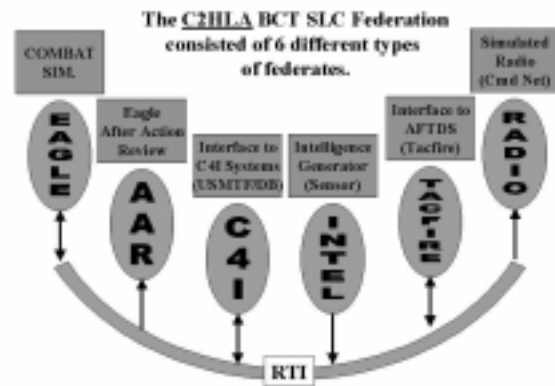 The C2HLA BCT SLC Federation
consisted of 6 different types
of federates.
COMBAT
SIM.
Eagle
After Action
Review
Interface to
C4I Systems
(USMTF/DB)
Intelligence
Generator
(Sensor)
Interface to
AFTDS
(Tacfire)
Simulated
Radio
(Cmd Net)
EAGLE
AAR
C4I
INTEL
TACFIRE
RADIO
RTI